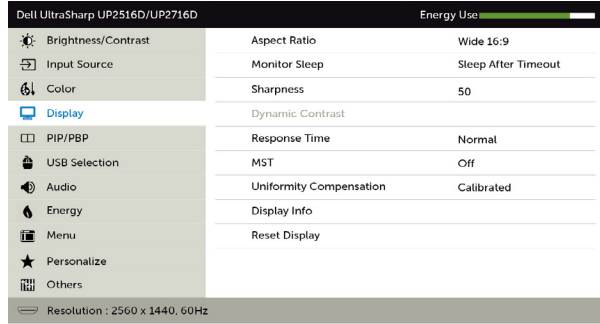 Dell UltraSharp UP2516D/UP2716D Energy Use
Brightness/Contrast Aspect Ratio Wide 16:9
Input Source Monitor Sleep Sleep After Timeout
Color Sharpness 50
Display Dynamic Contrast
PIP/PBP Response Time Normal
USB Selection MST Off
Audio Uniformity Compensation Calibrated
Energy Display Info
Menu Reset Display
Personalize
Others
Resolution : 2560 x 1440, 60Hz